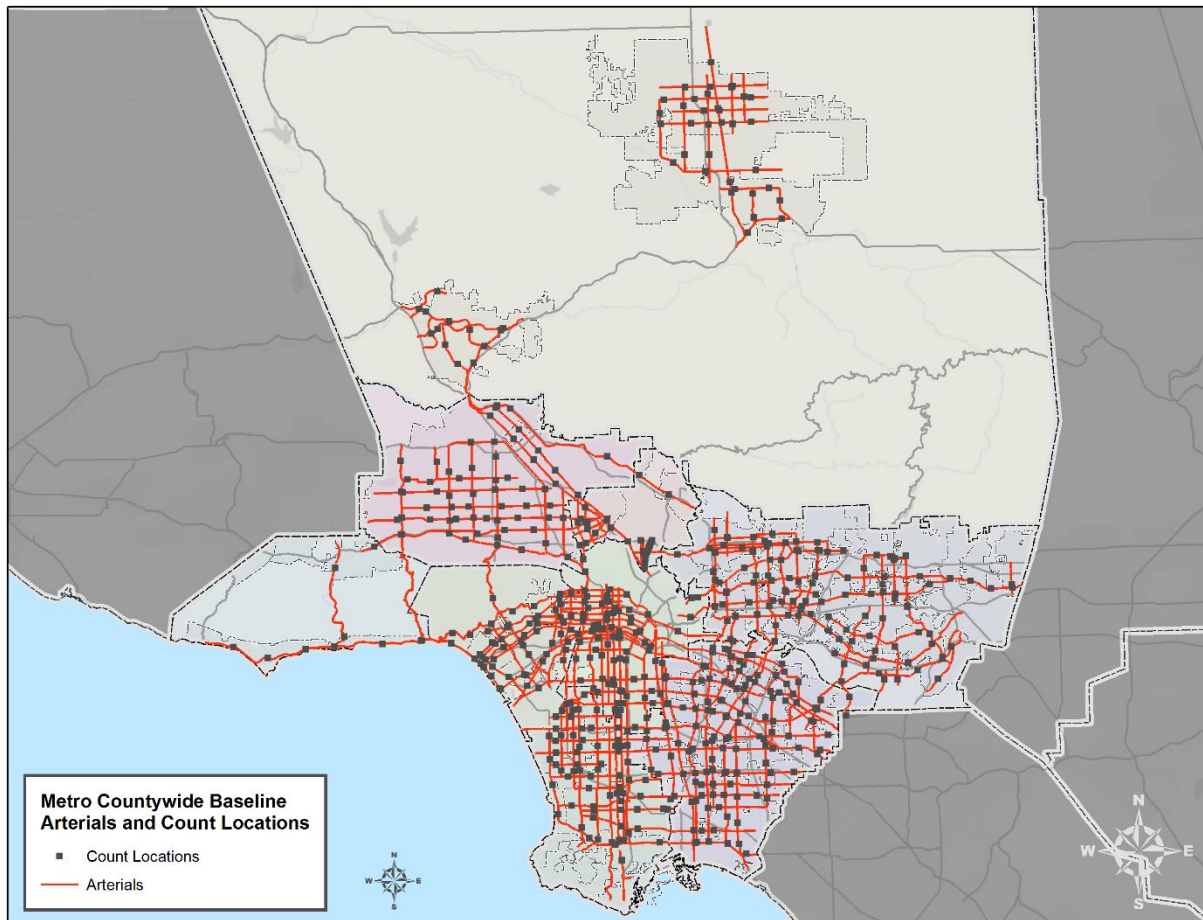 Metro Countywide Baseline
Arterials and Count Locations
Count Locations
Arterials
N
W E
S
N
W E
S